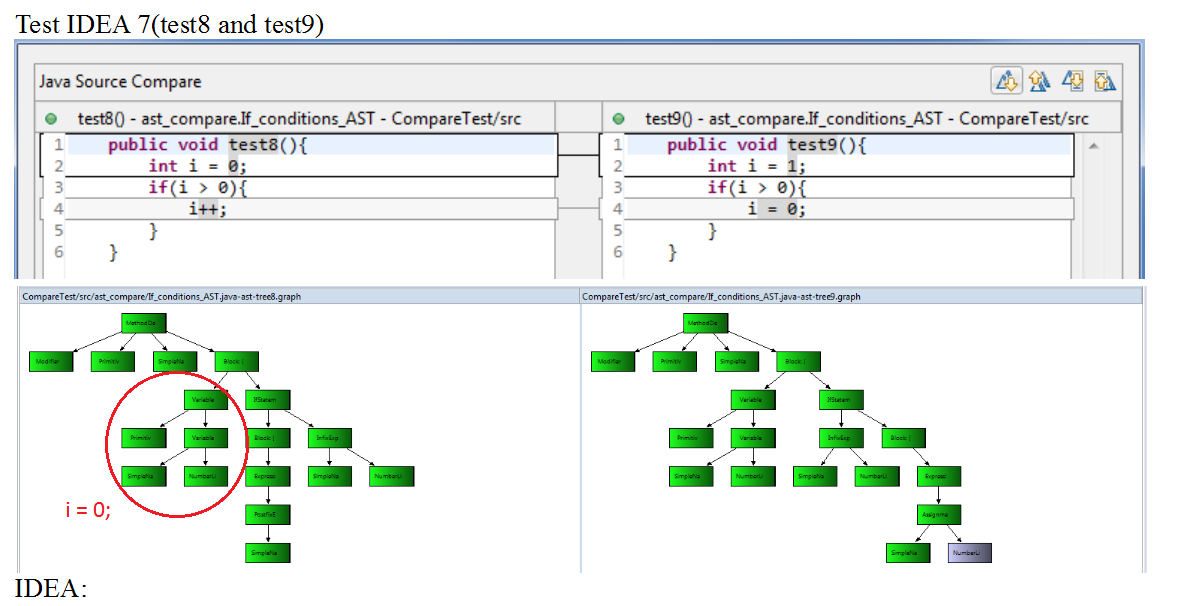 Test IDEA 7(test8 and test9)
Java Source Compare
test8() - ast_compare.If_conditions_AST - CompareTest/src
test9() - ast_compare.If_conditions_AST - CompareTest/src
1 public void test8(){
2 int i = 0;
3 if(i > 0){
4 i++;
5 }
6 }
1 public void test9(){
2 int i = 1;
3 if(i > 0){
4 i = 0;
5 }
6 }
CompareTest/src/ast_compare/If_conditions_AST.java-ast-tree8.graph
CompareTest/src/ast_compare/If_conditions_AST.java-ast-tree9.graph
MethodDe
Modifier Primitiv SimpleNa Block: {
Variable IfStatem
Primitiv Variable Block: { InfixExp
SimpleNa NumberLi Express SimpleNa NumberLi
PostfixE
SimpleNa
i = 0;
MethodDe
Modifier Primitiv SimpleNa Block: {
Variable IfStatem
Primitiv Variable InfixExp Block: {
SimpleNa NumberLi SimpleNa NumberLi Express
Assignme
SimpleNa NumberLi
IDEA: